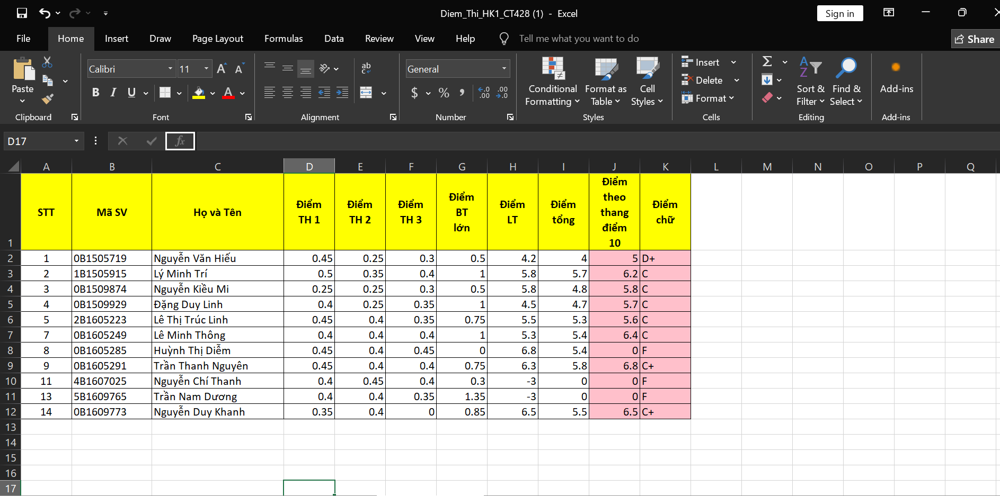 Diem_Thi_HK1_CT428 (1) - Excel
Sign in
File Home Insert Draw Page Layout Formulas Data Review View Help Tell me what you want to do Share
Paste
Clipboard
Calibri 11
A A
B I U A
Font
ab
c
Alignment
General
$ % , .0 .00
.00 .0
Number
Conditional
Formatting
Format as
Table
Cell
Styles
Styles
Insert
Delete
Format
Cells
Σ
A
Z
Sort &
Filter
Find &
Select
Editing
Add-ins
Add-ins
D17 fx
A B C D E F G H I J K L M N O P Q
1
STT
Mã SV
Họ và Tên
Điểm
TH 1
Điểm
TH 2
Điểm
TH 3
Điểm
BT
lớn
Điểm
LT
Điểm
tổng
Điểm
theo
thang
điểm
10
Điểm
chữ
2 1 0B1505719 Nguyễn Văn Hiếu 0.45 0.25 0.3 0.5 4.2 4 5 D+
3 2 1B1505915 Lý Minh Trí 0.5 0.35 0.4 1 5.8 5.7 6.2 C
4 3 0B1509874 Nguyễn Kiều Mi 0.25 0.25 0.3 0.5 5.8 4.8 5.8 C
5 4 0B1509929 Đặng Duy Linh 0.4 0.25 0.35 1 4.5 4.7 5.7 C
6 5 2B1605223 Lê Thị Trúc Linh 0.45 0.4 0.35 0.75 5.5 5.3 5.6 C
7 7 0B1605249 Lê Minh Thông 0.4 0.4 0.4 1 5.3 5.4 6.4 C
8 8 0B1605285 Huỳnh Thị Diễm 0.45 0.4 0.45 0 6.8 5.4 0 F
9 9 0B1605291 Trần Thanh Nguyên 0.45 0.4 0.4 0.75 6.3 5.8 6.8 C+
10 11 4B1607025 Nguyễn Chí Thanh 0.4 0.45 0.4 0.3 -3 0 0 F
11 13 5B1609765 Trần Nam Dương 0.4 0.4 0.35 1.35 -3 0 0 F
12 14 0B1609773 Nguyễn Duy Khanh 0.35 0.4 0 0.85 6.5 5.5 6.5 C+
13
14
15
16
17